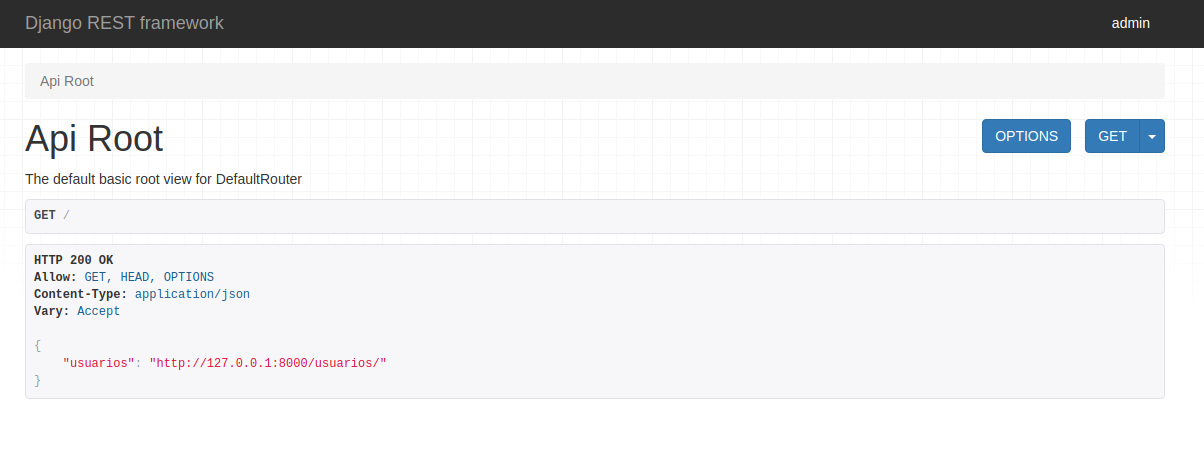 Django REST framework
admin
Api Root
Api Root
OPTIONS
GET
The default basic root view for DefaultRouter
GET /
HTTP 200 OK
Allow: GET, HEAD, OPTIONS
Content-Type: application/json
Vary: Accept
{
    "usuarios": "http://127.0.0.1:8000/usuarios/"
}